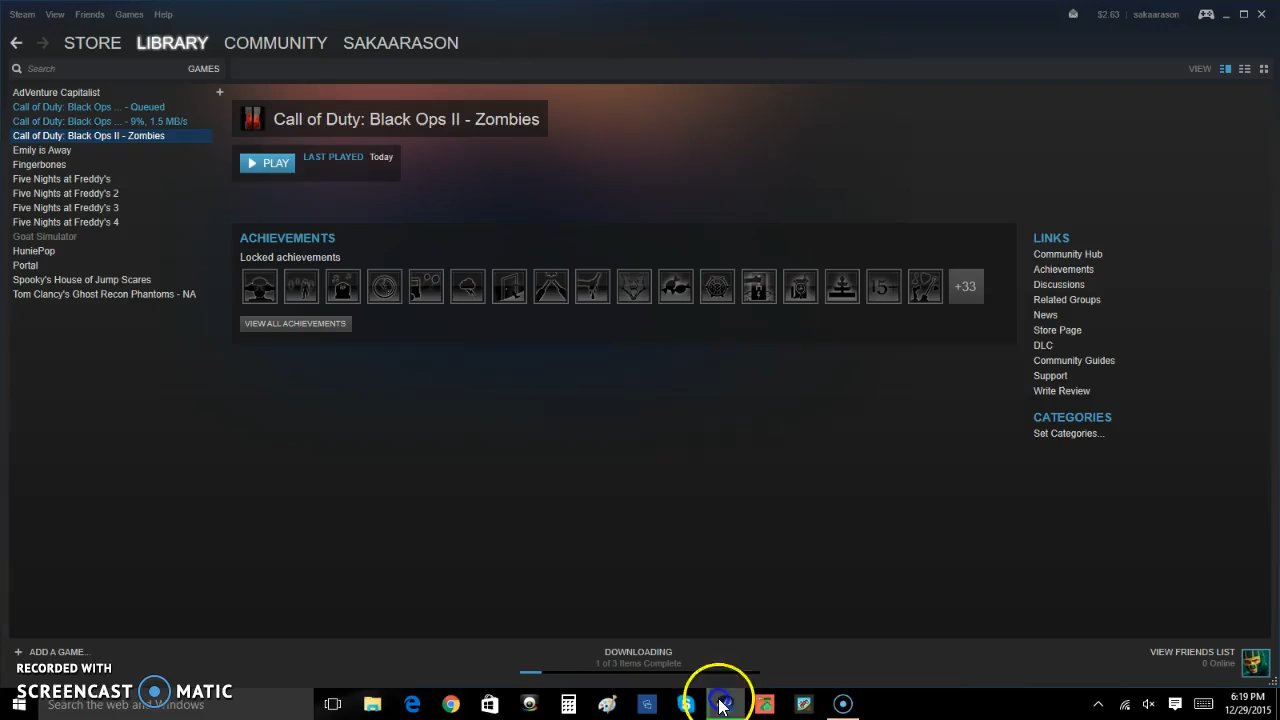 Steam View Friends Games Help
$2.63 sakaarason
STORE LIBRARY COMMUNITY SAKAARASON
Search GAMES VIEW
AdVenture Capitalist
Call of Duty: Black Ops ... - Queued
Call of Duty: Black Ops ... - 9%, 1.5 MB/s
Call of Duty: Black Ops II - Zombies
Emily is Away
Fingerbones
Five Nights at Freddy's
Five Nights at Freddy's 2
Five Nights at Freddy's 3
Five Nights at Freddy's 4
Goat Simulator
HuniePop
Portal
Spooky's House of Jump Scares
Tom Clancy's Ghost Recon Phantoms - NA
Call of Duty: Black Ops II - Zombies
PLAY LAST PLAYED Today
ACHIEVEMENTS
Locked achievements
15
+33
VIEW ALL ACHIEVEMENTS
LINKS
Community Hub
Achievements
Discussions
Related Groups
News
Store Page
DLC
Community Guides
Support
Write Review
CATEGORIES
Set Categories...
+ ADD A GAME...
DOWNLOADING
1 of 3 Items Complete
VIEW FRIENDS LIST
0 Online
RECORDED WITH
SCREENCAST MATIC
Search the web and Windows
6:19 PM
12/29/2015